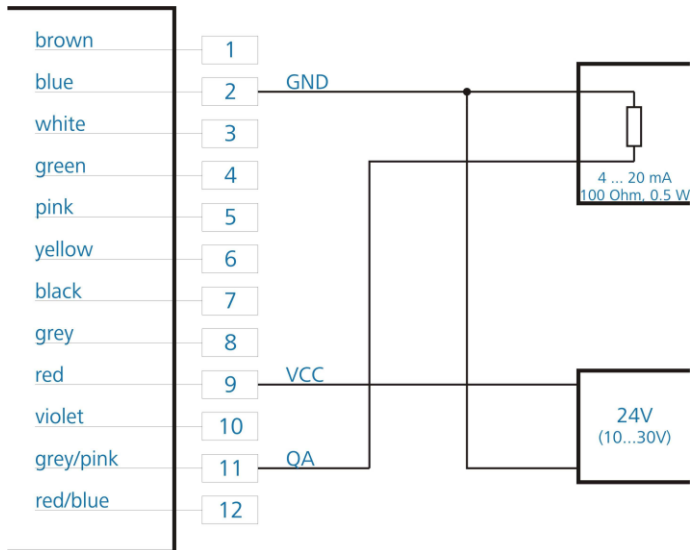 brown 1
blue 2 GND
white 3
green 4
pink 5
yellow 6
black 7
grey 8
red 9 VCC
violet 10
grey/pink 11 QA
red/blue 12
4 ... 20 mA
100 Ohm, 0.5 W
24V
(10...30V)